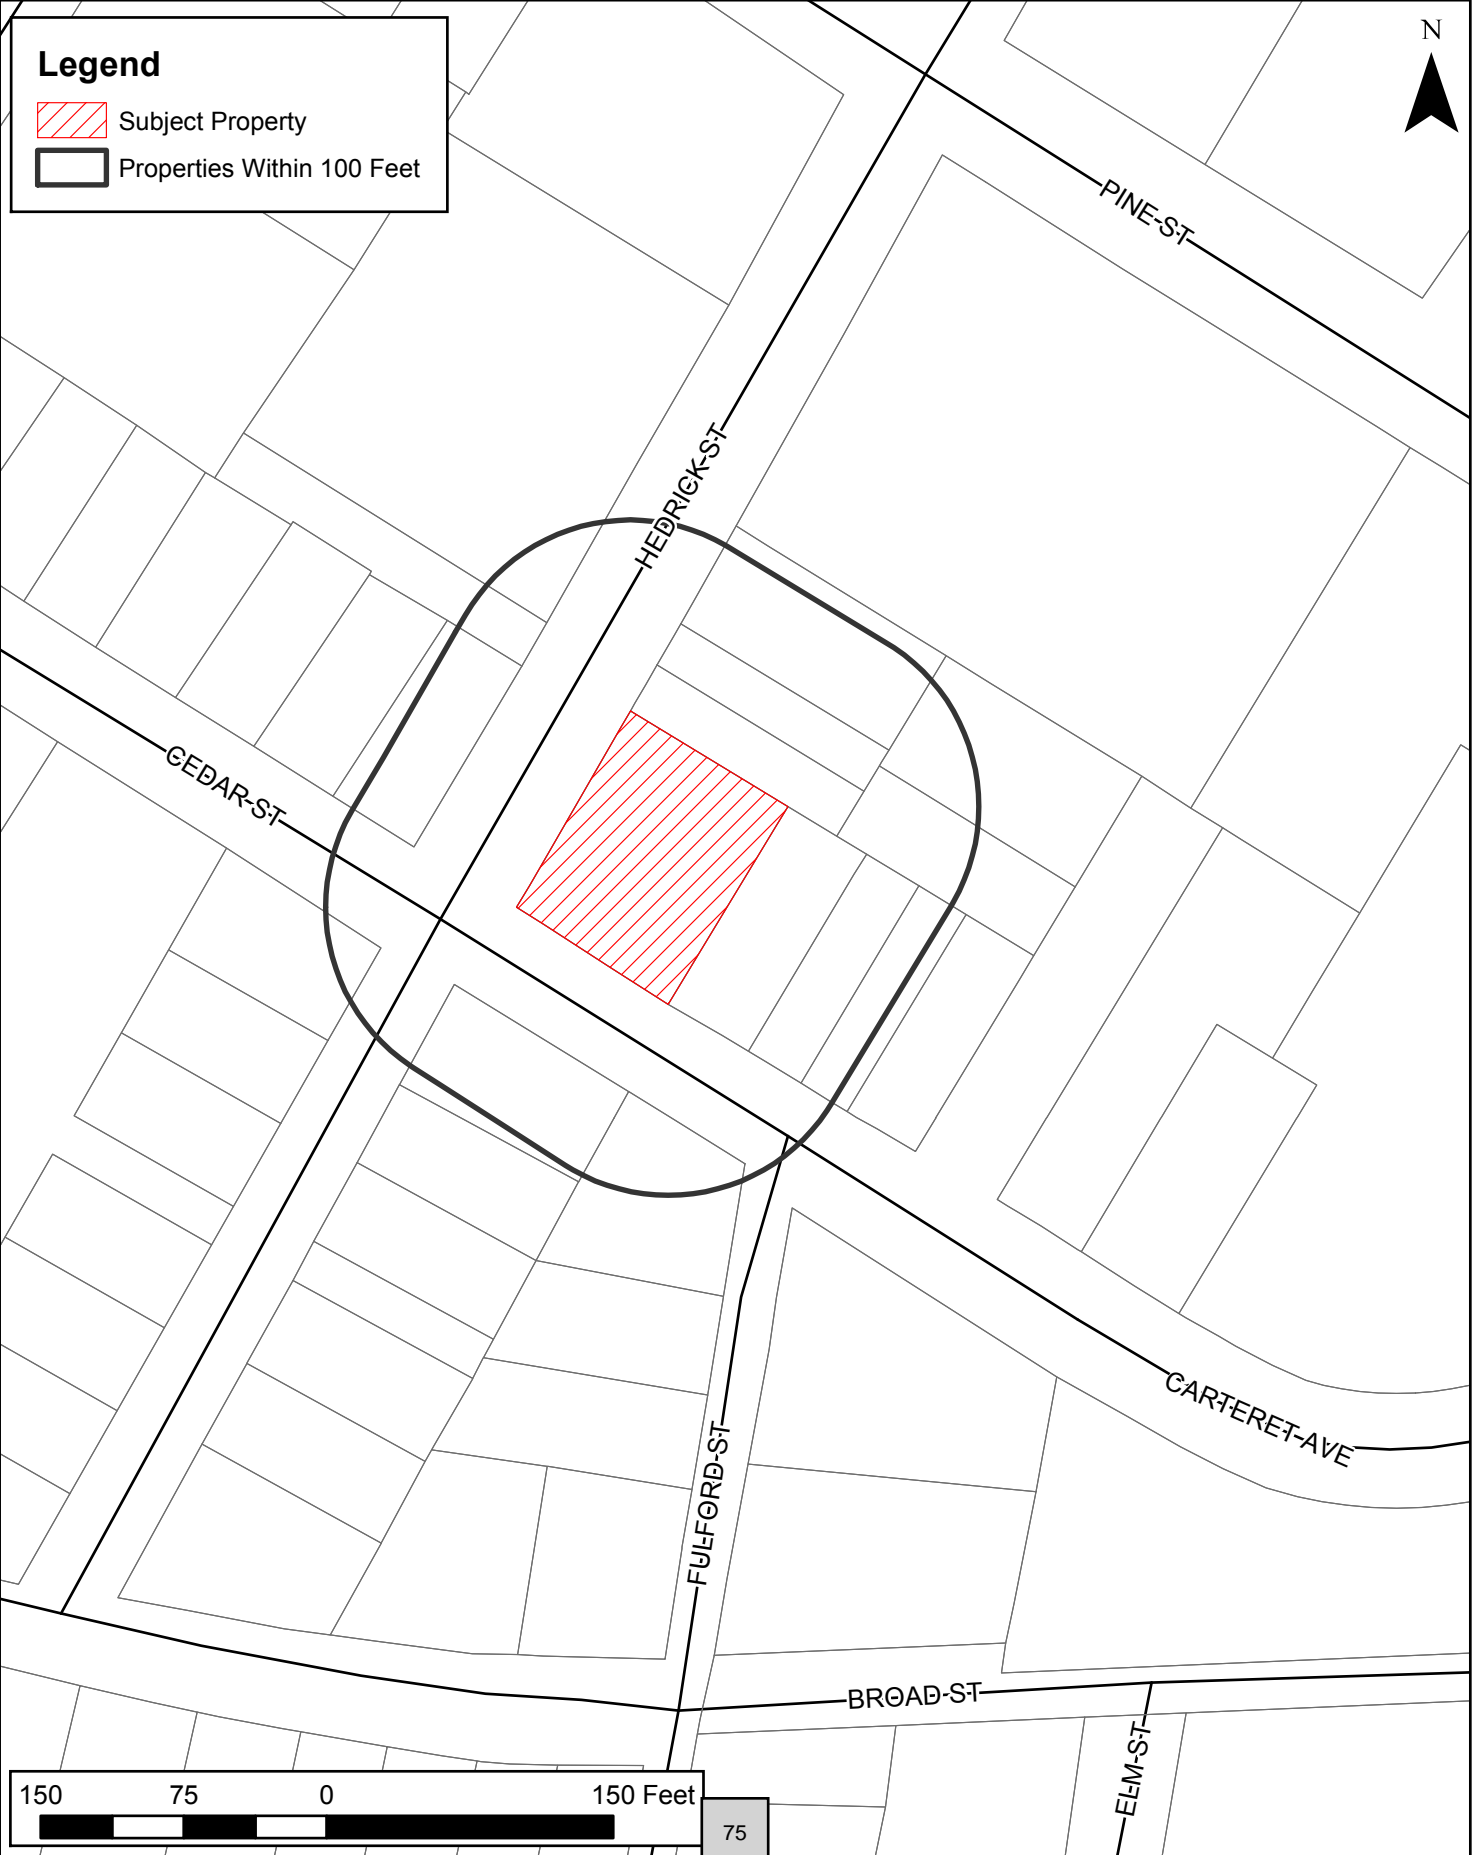 Legend
Subject Property
Properties Within 100 Feet
N
PINE ST
HEDRICK ST
CEDAR ST
CARTERET AVE
FULFORD ST
BROAD ST
ELM ST
150 75 0 150 Feet
75